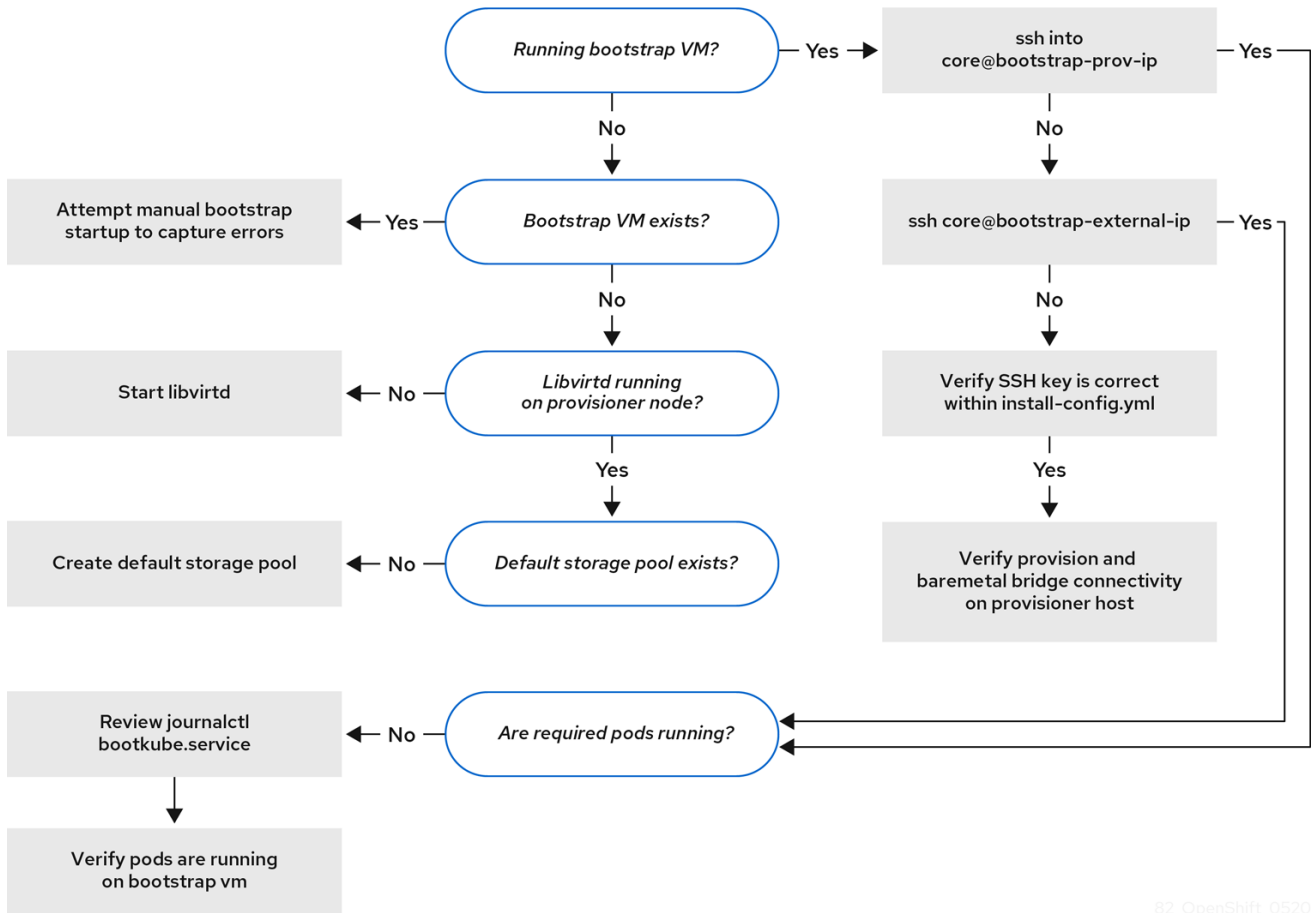 Running bootstrap VM?
Yes
ssh into
core@bootstrap-prov-ip
Yes
No
No
Attempt manual bootstrap
startup to capture errors
Yes
Bootstrap VM exists?
ssh core@bootstrap-external-ip
Yes
No
No
Start libvirtd
No
Libvirtd running
on provisioner node?
Verify SSH key is correct
within install-config.yml
Yes
Yes
Create default storage pool
No
Default storage pool exists?
Verify provision and
baremetal bridge connectivity
on provisioner host
Review journalctl
bootkube.service
No
Are required pods running?
Verify pods are running
on bootstrap vm
82_OpenShift_0520